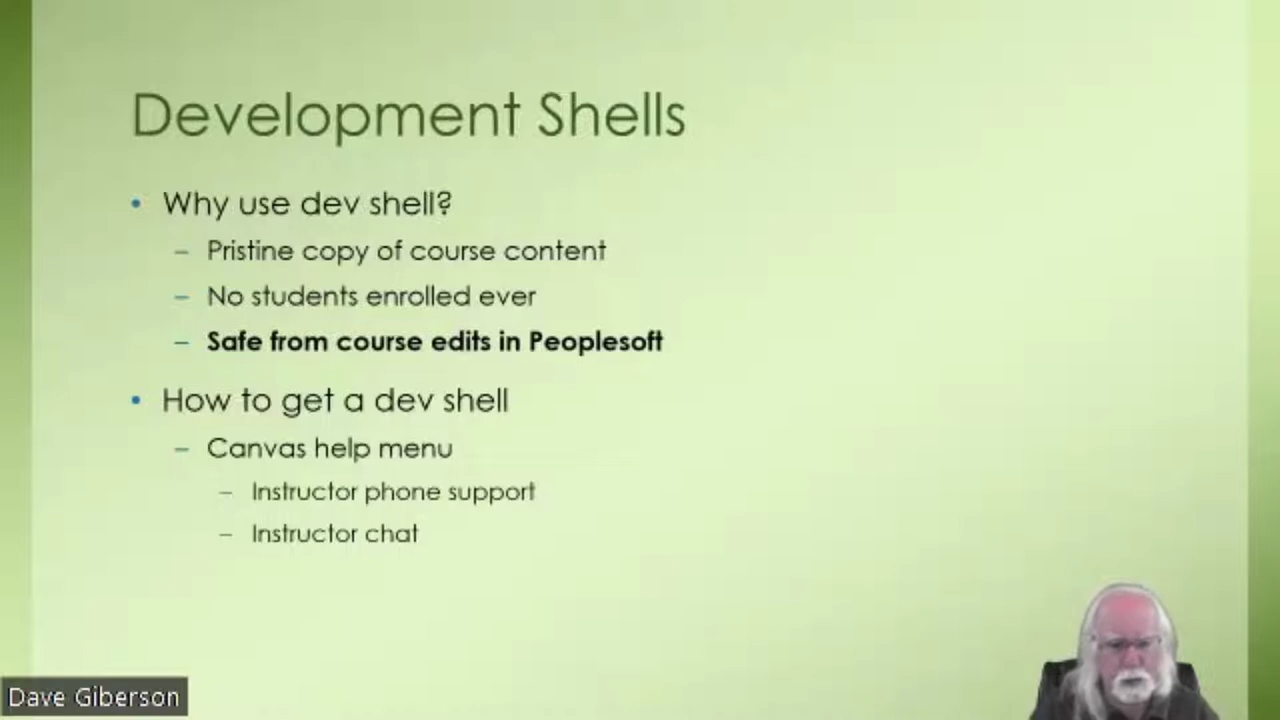 Development Shells
• Why use dev shell?
– Pristine copy of course content
– No students enrolled ever
– Safe from course edits in Peoplesoft
• How to get a dev shell
– Canvas help menu
– Instructor phone support
– Instructor chat
Dave Giberson